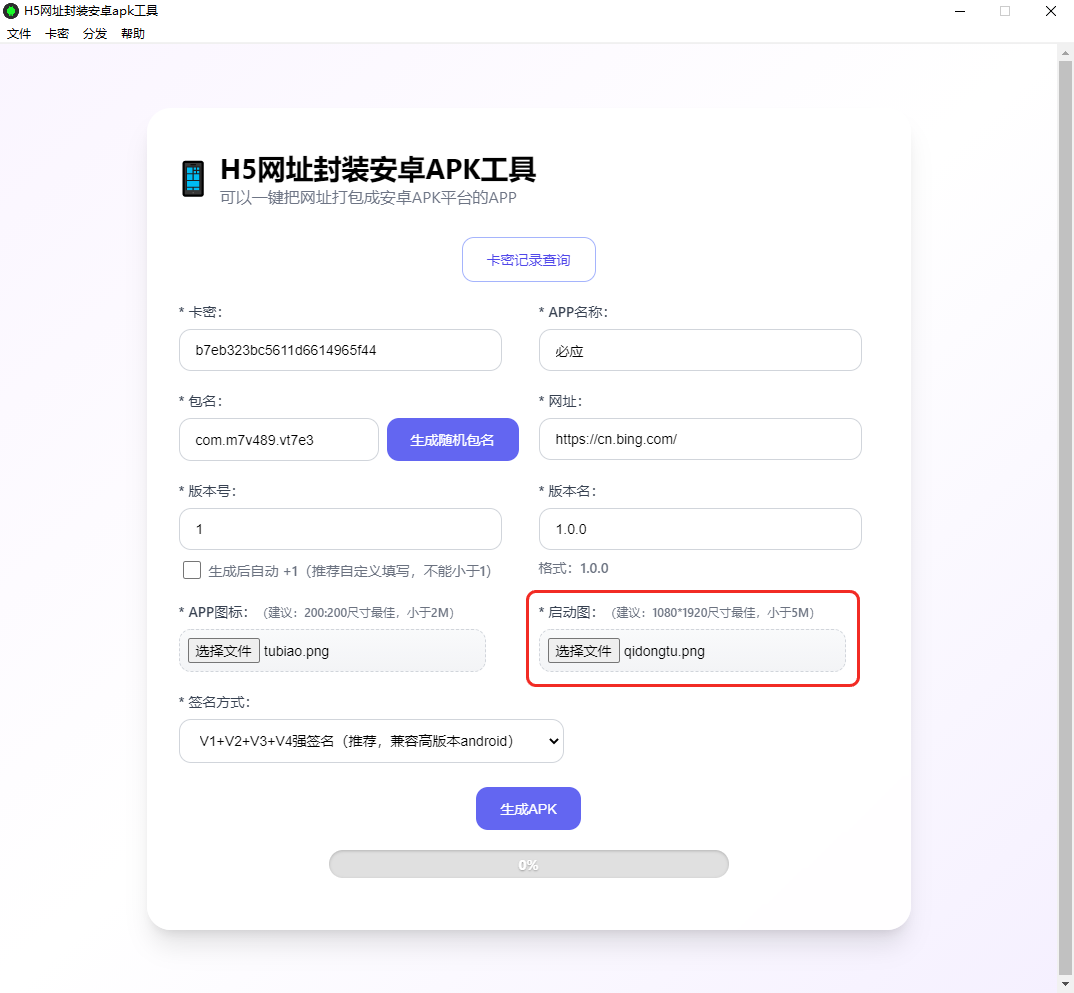 H5网址封装安卓apk工具
文件 卡密 分发 帮助
H5网址封装安卓APK工具
可以一键把网址打包成安卓APK平台的APP
卡密记录查询
* 卡密：
* APP名称：
b7eb323bc5611d6614965f44
必应
* 包名：
* 网址：
com.m7v489.vt7e3
生成随机包名
https://cn.bing.com/
* 版本号：
* 版本名：
1
1.0.0
生成后自动 +1（推荐自定义填写，不能小于1）
格式：1.0.0
* APP图标：（建议：200:200尺寸最佳，小于2M）
* 启动图：（建议：1080*1920尺寸最佳，小于5M）
选择文件 tubiao.png
选择文件 qidongtu.png
* 签名方式：
V1+V2+V3+V4强签名（推荐，兼容高版本android）
生成APK
0%